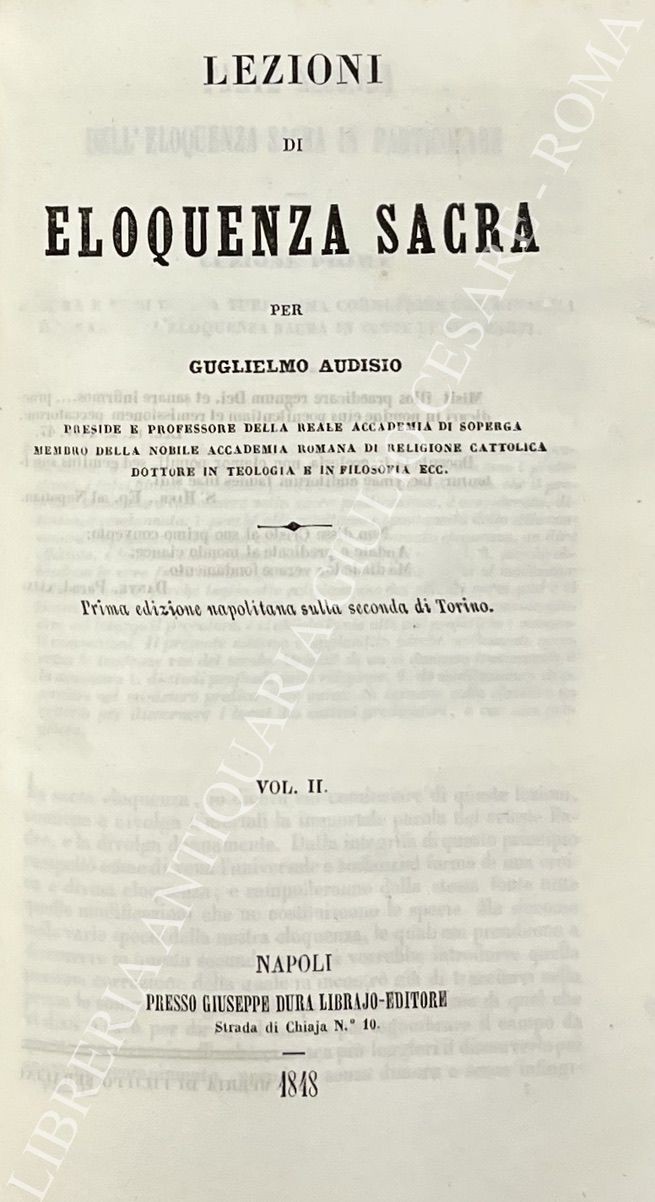 LEZIONI
DI
ELOQUENZA SACRA
PER
GUGLIELMO AUDISIO
PRESIDE E PROFESSORE DELLA REALE ACCADEMIA DI SOPERGA
MEMBRO DELLA NOBILE ACCADEMIA ROMANA DI RELIGIONE CATTOLICA
DOTTORE IN TEOLOGIA E IN FILOSOFIA ECC.
Prima edizione napolitana sulla seconda di Torino.
VOL. II.
NAPOLI
PRESSO GIUSEPPE DURA LIBRAJO-EDITORE
Strada di Chiaja N.º 10.
1848
LIBRERIA ANTIQUARIA GIULIO CESARE - ROMA